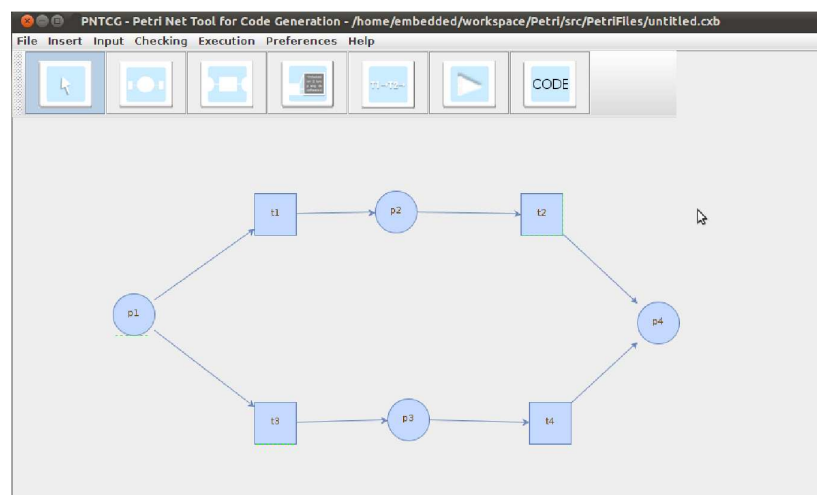 PNTCG - Petri Net Tool for Code Generation - /home/embedded/workspace/Petri/src/PetriFiles/untitled.cxb
File Insert Input Checking Execution Preferences Help
CODE
t1 p2 t2
p1 p4
t3 p3 t4